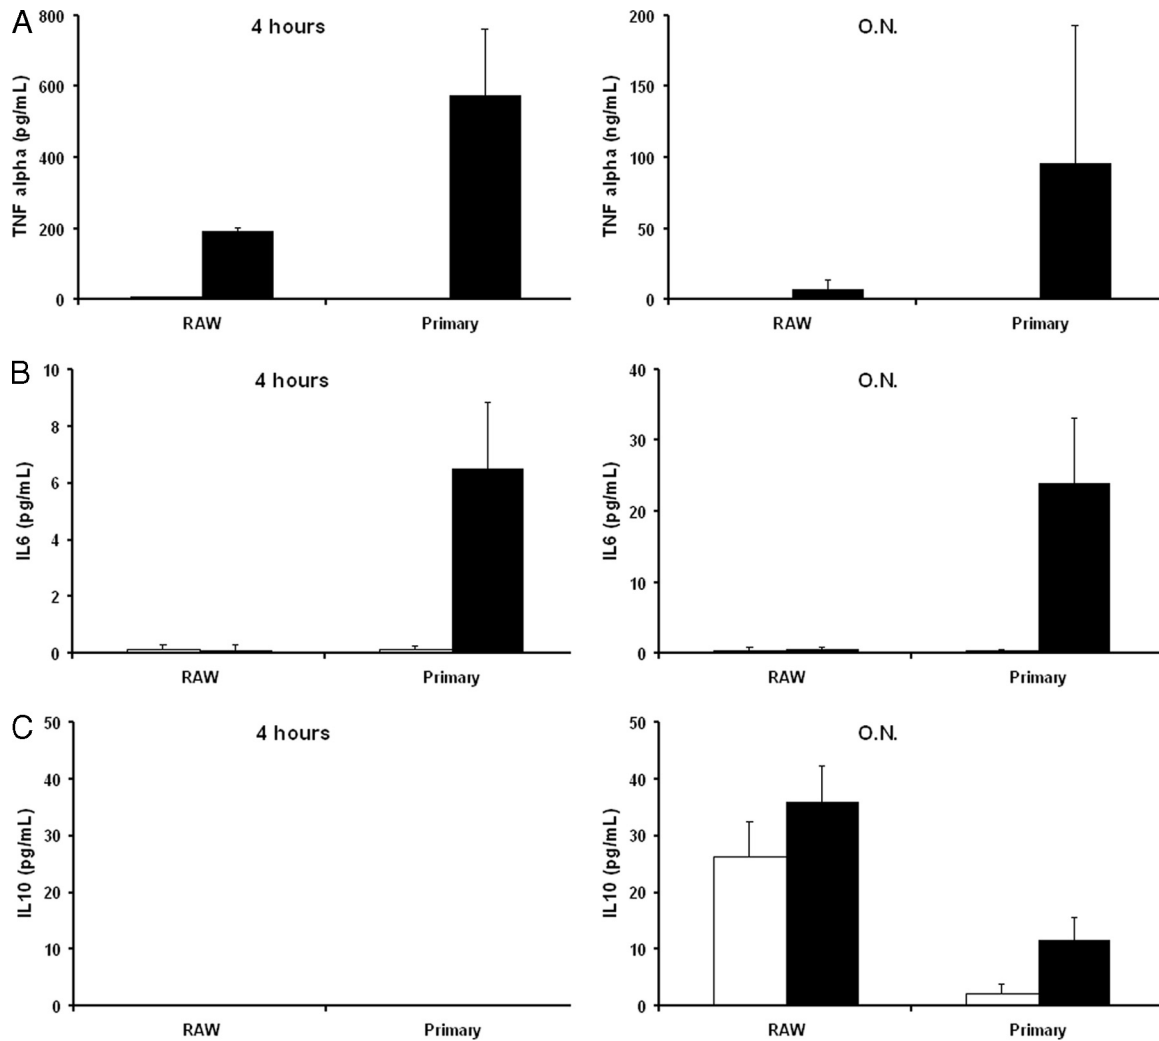 A
4 hours
TNF alpha (pg/mL)
800
600
400
200
0
RAW Primary
O.N.
TNF alpha (ng/mL)
200
150
100
50
0
RAW Primary
B
4 hours
IL6 (pg/mL)
10
8
6
4
2
0
RAW Primary
O.N.
IL6 (pg/mL)
40
30
20
10
0
RAW Primary
C
4 hours
IL10 (pg/mL)
50
40
30
20
10
0
RAW Primary
O.N.
IL10 (pg/mL)
50
40
30
20
10
0
RAW Primary